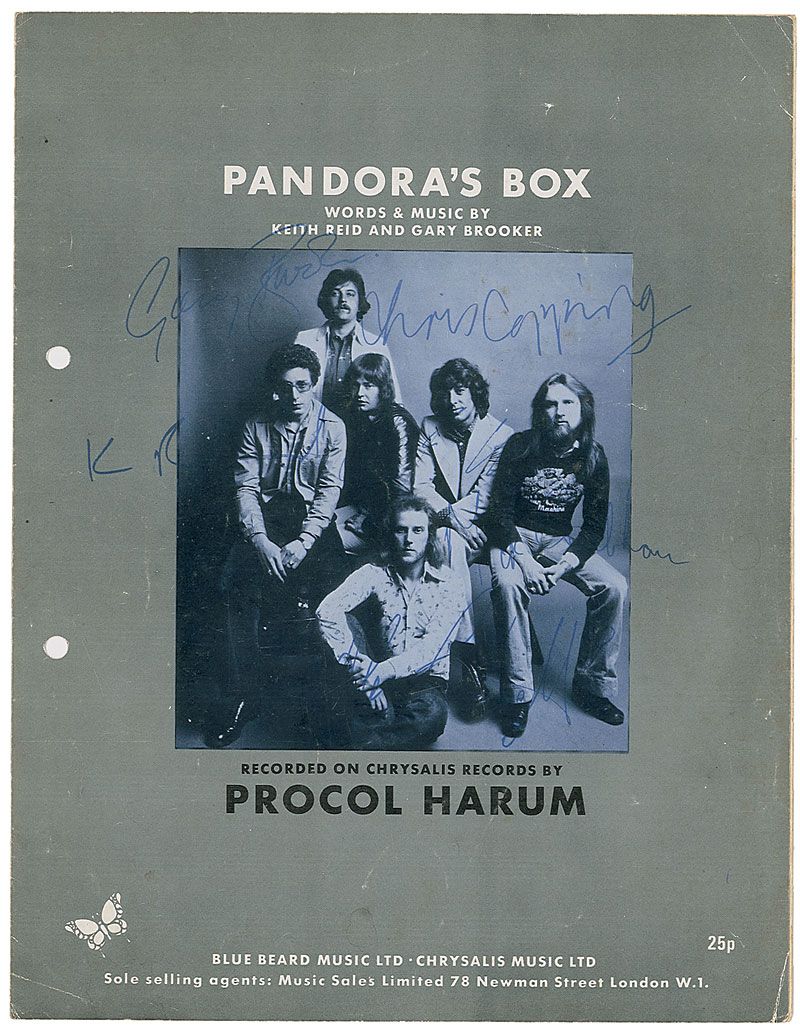 PANDORA'S BOX
WORDS & MUSIC BY
KEITH REID AND GARY BROOKER
Gary
Chris Copping
K R
Machine
RECORDED ON CHRYSALIS RECORDS BY
PROCOL HARUM
25p
BLUE BEARD MUSIC LTD · CHRYSALIS MUSIC LTD
Sole selling agents: Music Sales Limited 78 Newman Street London W.1.